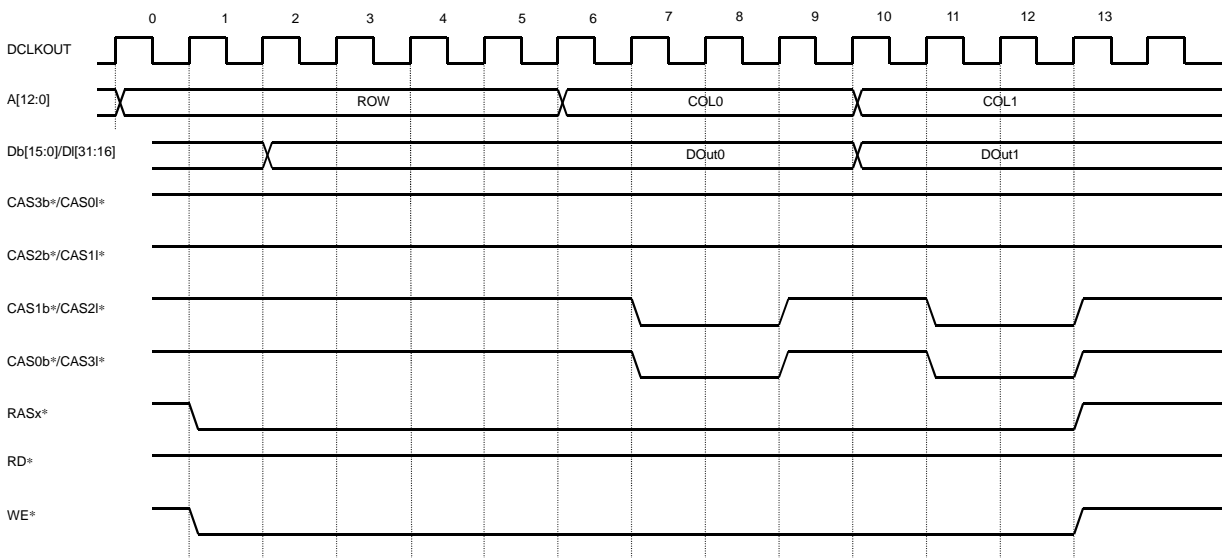 0 1 2 3 4 5 6 7 8 9 10 11 12 13
DCLKOUT
A[12:0] ROW COL0 COL1
Db[15:0]/Dl[31:16] DOut0 DOut1
CAS3b*/CAS0l*
CAS2b*/CAS1l*
CAS1b*/CAS2l*
CAS0b*/CAS3l*
RASx*
RD*
WE*